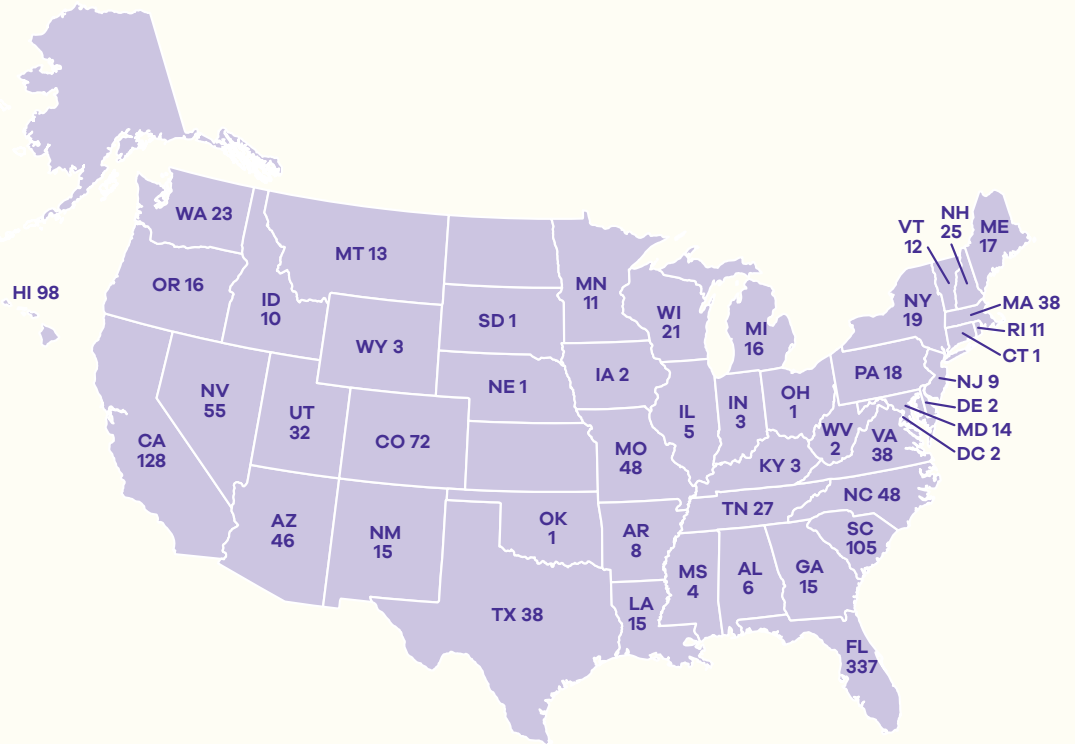 NH
25
VT
12
ME
17
WA 23
MT 13
OR 16
ID
10
HI 98
MN
11
WI
21
MI
16
NY
19
MA 38
RI 11
CT 1
SD 1
WY 3
NE 1
IA 2
PA 18
NJ 9
DE 2
MD 14
DC 2
NV
55
UT
32
CO 72
CA
128
IL
5
IN
3
OH
1
WV
2
VA
38
MO
48
KY 3
NC 48
TN 27
AZ
46
NM
15
OK
1
AR
8
SC
105
MS
4
AL
6
GA
15
TX 38
LA
15
FL
337